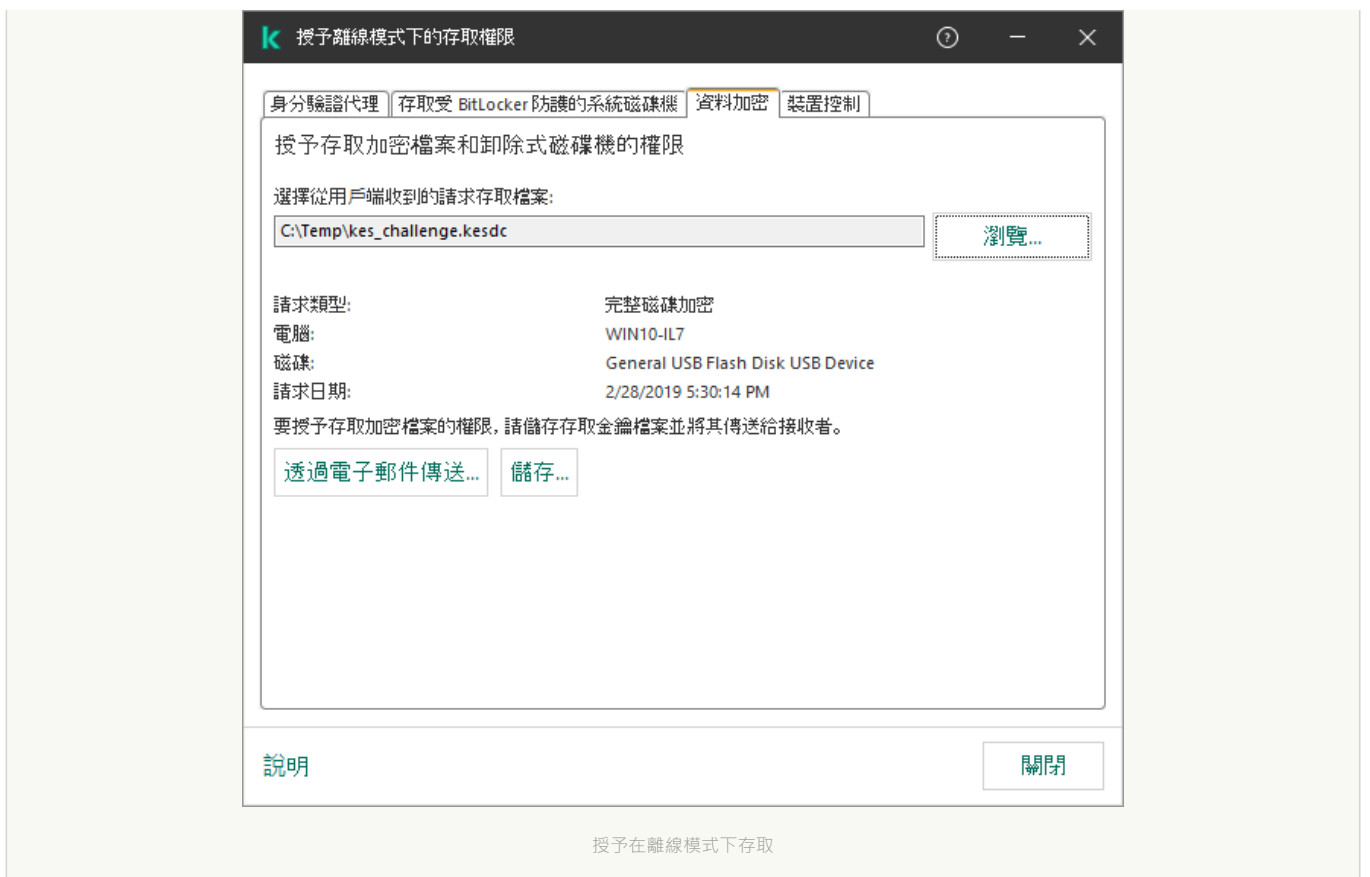 授予離線模式下的存取權限
身分驗證代理 存取受 BitLocker 防護的系統磁碟機 資料加密 裝置控制
授予存取加密檔案和卸除式磁碟機的權限
選擇從用戶端收到的請求存取檔案:
C:\Temp\kes_challenge.kesdc 瀏覽...
請求類型: 完整磁碟加密
電腦: WIN10-IL7
磁碟: General USB Flash Disk USB Device
請求日期: 2/28/2019 5:30:14 PM
要授予存取加密檔案的權限，請儲存存取金鑰檔案並將其傳送給接收者。
透過電子郵件傳送... 儲存...
說明 關閉
授予在離線模式下存取